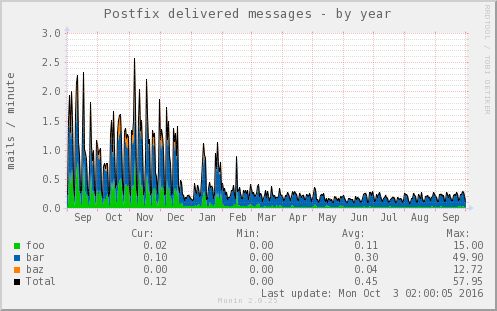 Postfix delivered messages - by year
RRDTOOL / TOBI OETIKER
mails / minute
3.0
2.5
2.0
1.5
1.0
0.5
0.0
Sep Oct Nov Dec Jan Feb Mar Apr May Jun Jul Aug Sep
Cur: Min: Avg: Max:
foo 0.02 0.00 0.11 15.00
bar 0.10 0.00 0.30 49.90
baz 0.00 0.00 0.04 12.72
Total 0.12 0.00 0.45 57.95
Last update: Mon Oct 3 02:00:05 2016
Munin 2.0.25